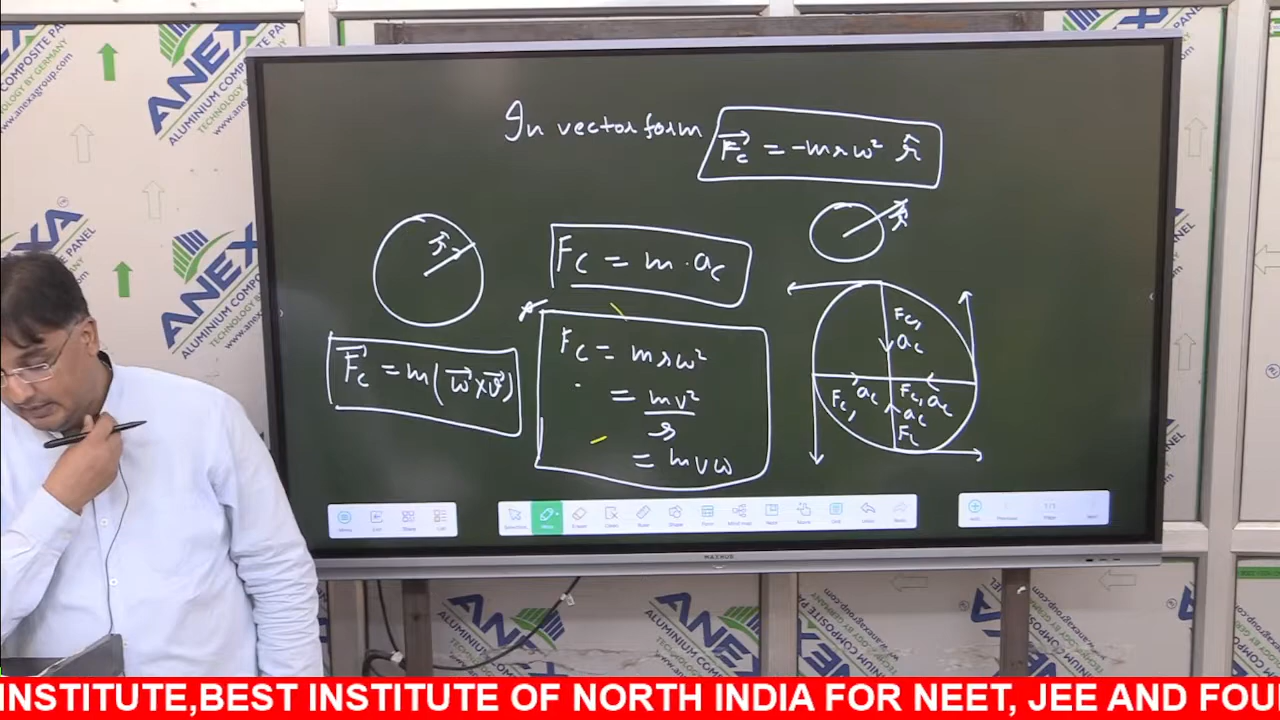 In vector form F⃗c = -mrω² r̂
r⃗
r⃗
Fc = m · ac
Fc = mrω²
= mv²/r
= mvω
F⃗c = m(ω⃗ x v⃗)
Fc,
ac
Fc, ac
Fc, ac
ac
Fc
MAXHUB
ANEXA
ALUMINIUM COMPOSITE PANEL
TECHNOLOGY BY GERMANY
www.anexagroup.com
INSTITUTE,BEST INSTITUTE OF NORTH INDIA FOR NEET, JEE AND FOU